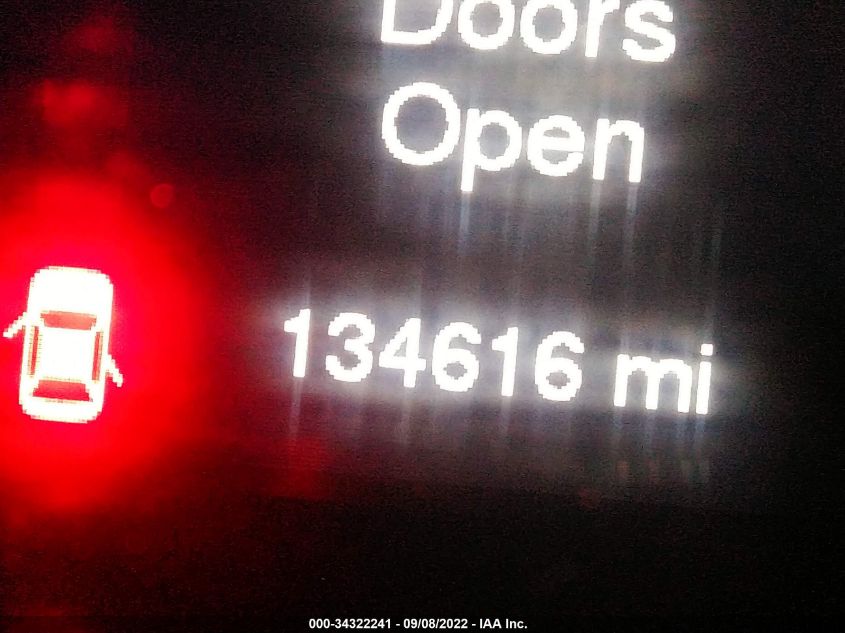 Doors
Open
134616 mi
000-34322241 - 09/08/2022 - IAA Inc.